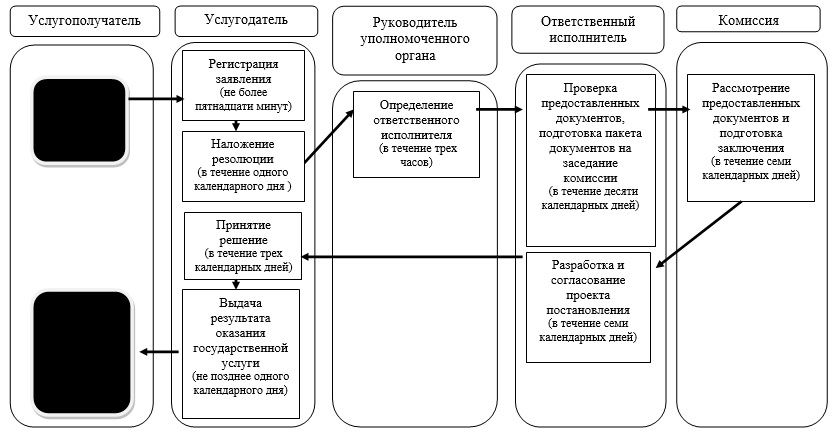 Услугополучатель
Услугодатель
Руководитель
уполномоченного
органа
Ответственный
исполнитель
Комиссия
Регистрация
заявления
(не более
пятнадцати минут)
Наложение
резолюции
(в течение одного
календарного дня )
Определение
ответственного
исполнителя
(в течение трех
часов)
Проверка
предоставленных
документов,
подготовка пакета
документов на
заседание
комиссии
(в течение десяти
календарных дней)
Рассмотрение
предоставленных
документов и
подготовка
заключения
(в течение семи
календарных дней)
Разработка и
согласование
проекта
постановления
(в течение семи
календарных дней)
Принятие
решение
(в течение трех
календарных дней)
Выдача
результата
оказания
государственной
услуги
(не позднее одного
календарного дня)